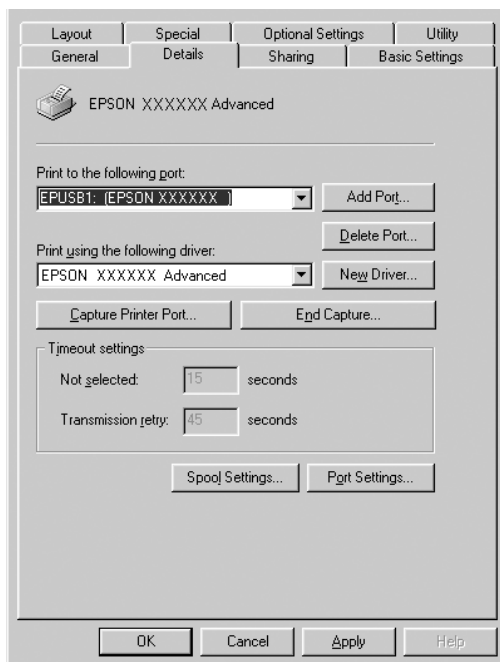 Layout Special Optional Settings Utility
General Details Sharing Basic Settings
EPSON XXXXXX Advanced
Print to the following port:
EPUSB1: (EPSON XXXXXX )
Add Port...
Delete Port...
Print using the following driver:
EPSON XXXXXX Advanced
New Driver...
Capture Printer Port... End Capture...
Timeout settings
Not selected: 15 seconds
Transmission retry: 45 seconds
Spool Settings... Port Settings...
OK Cancel Apply Help